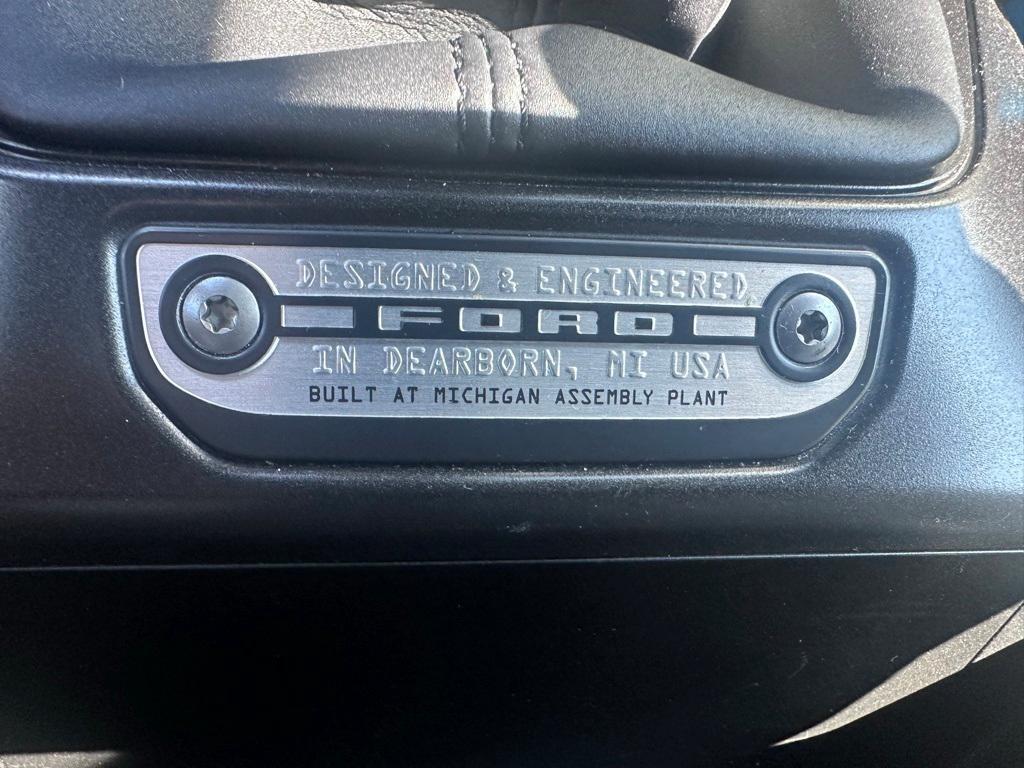 DESIGNED & ENGINEERED
FORD
IN DEARBORN, MI USA
BUILT AT MICHIGAN ASSEMBLY PLANT